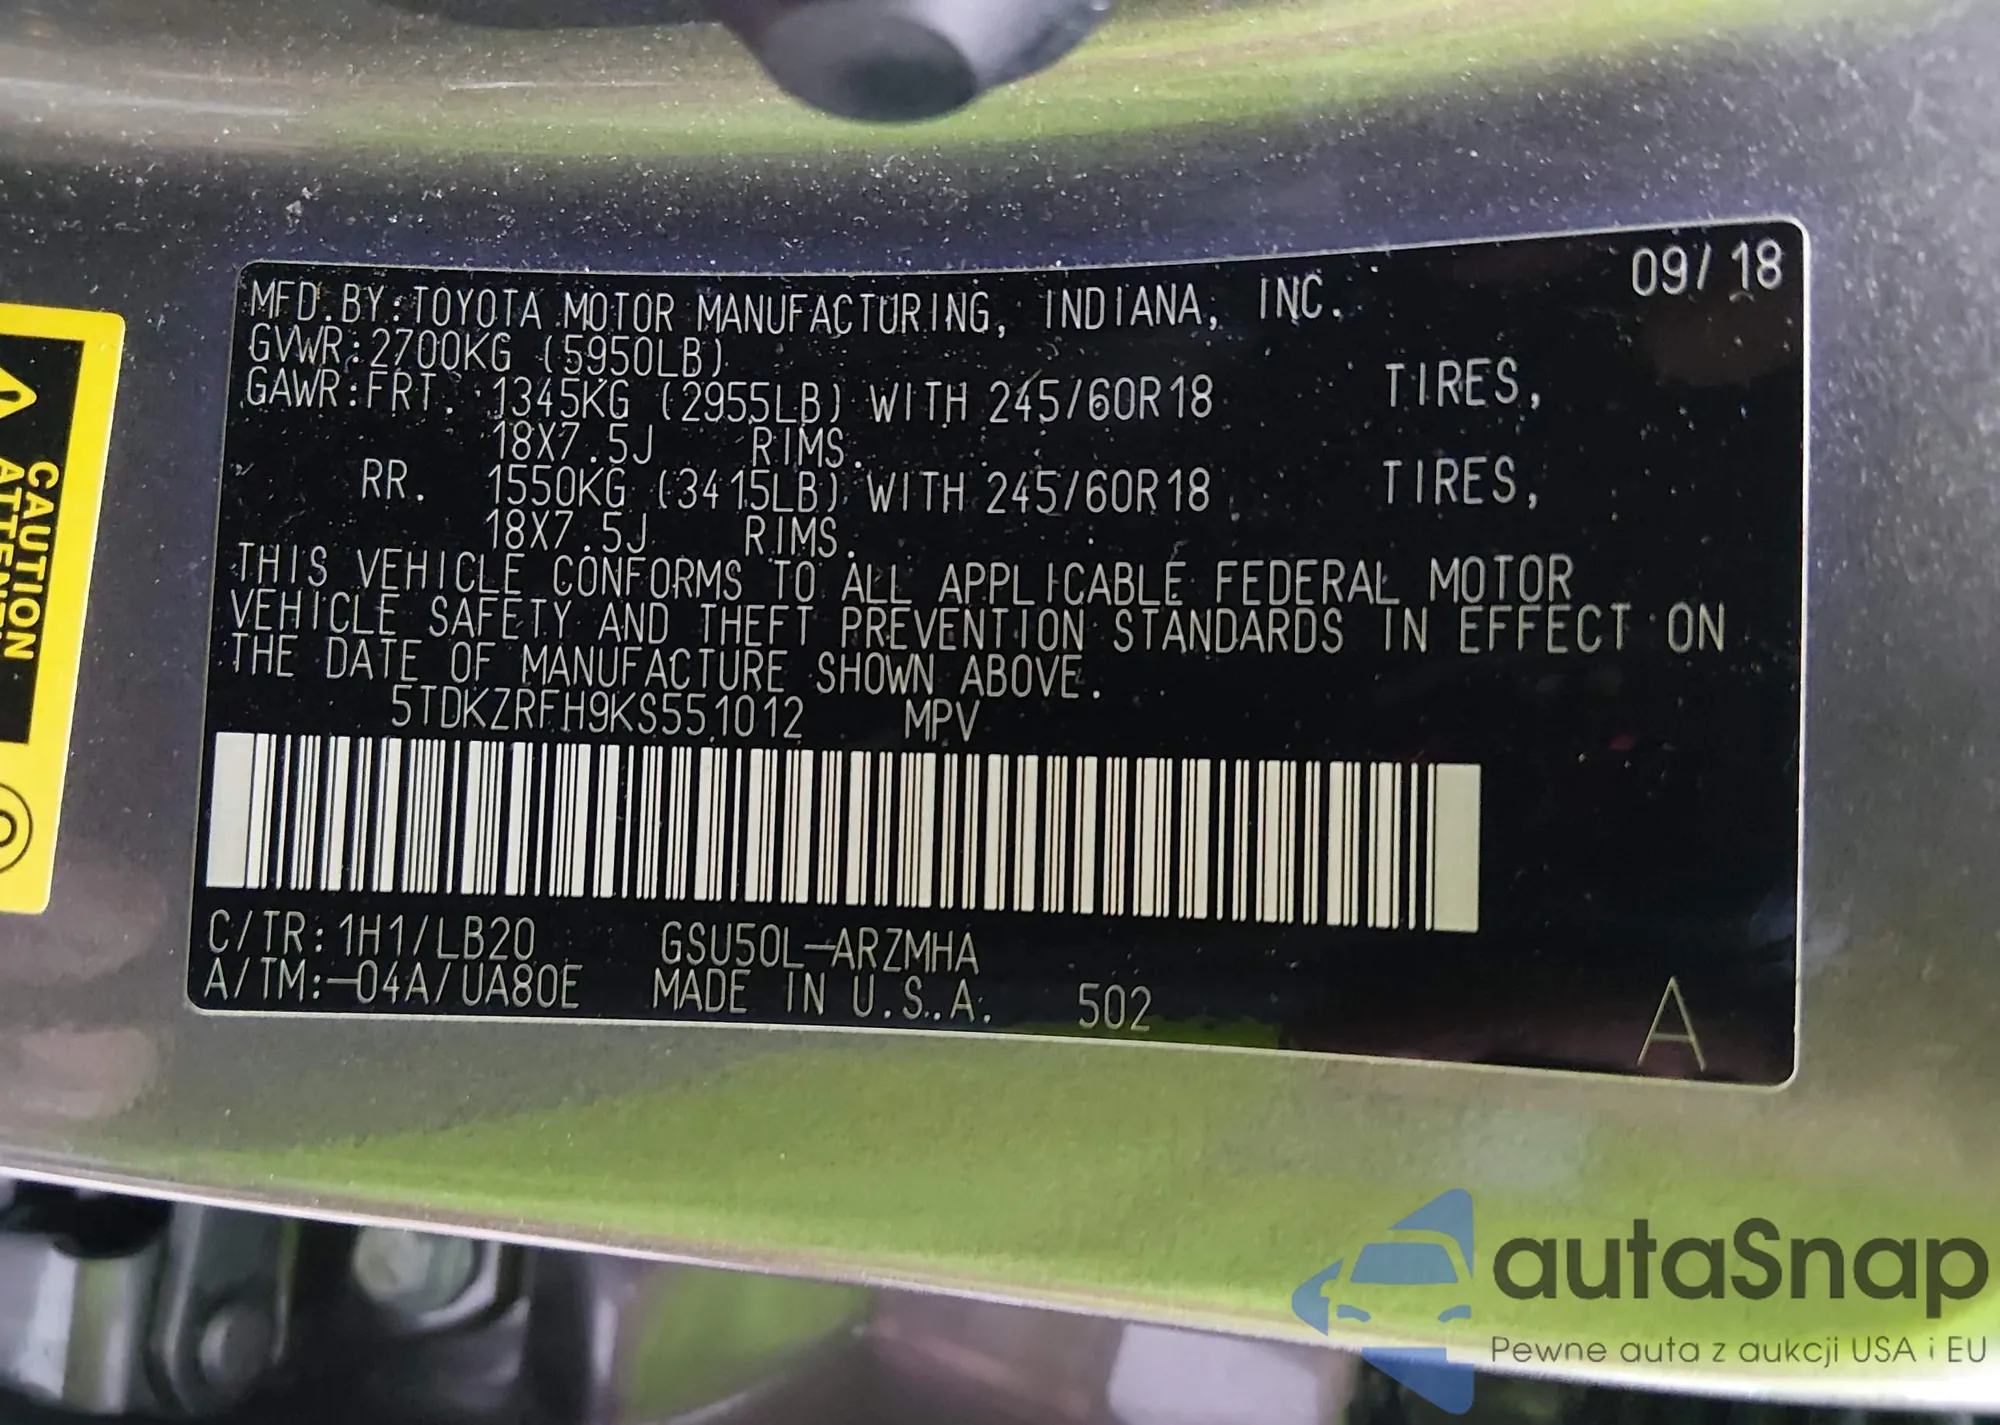 09/18
MFD.BY:TOYOTA MOTOR MANUFACTURING, INDIANA, INC.
GVWR:2700KG (5950LB)
GAWR:FRT. 1345KG (2955LB) WITH 245/60R18 TIRES,
18X7.5J RIMS.
RR. 1550KG (3415LB) WITH 245/60R18 TIRES,
18X7.5J RIMS.
THIS VEHICLE CONFORMS TO ALL APPLICABLE FEDERAL MOTOR
VEHICLE SAFETY AND THEFT PREVENTION STANDARDS IN EFFECT ON
THE DATE OF MANUFACTURE SHOWN ABOVE.
5TDKZRFH9KS551012 MPV
C/TR:1H1/LB20 GSU50L-ARZMHA
A/TM:-04A/UA80E MADE IN U.S.A. 502
A
CAUTION
autaSnap
Pewne auta z aukcji USA i EU